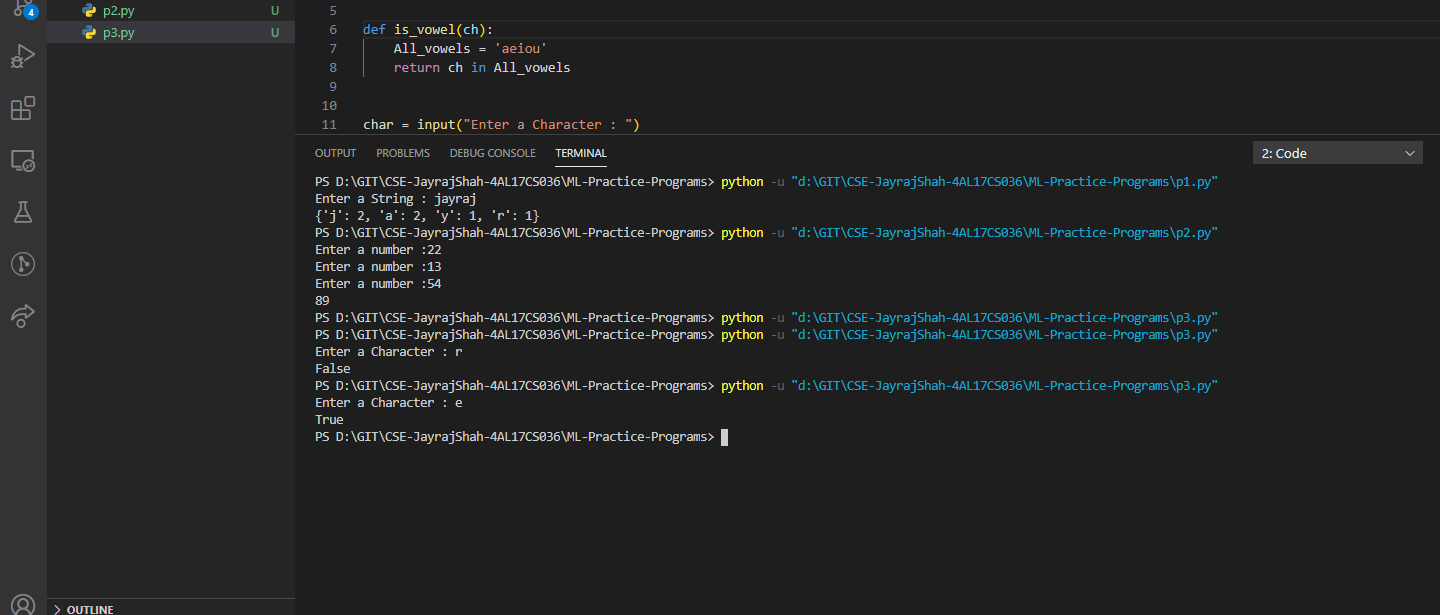 4
p2.py U
p3.py U
OUTLINE
5
6 def is_vowel(ch):
7 All_vowels = 'aeiou'
8 return ch in All_vowels
9
10
11 char = input("Enter a Character : ")
OUTPUT PROBLEMS DEBUG CONSOLE TERMINAL 2: Code
PS D:\GIT\CSE-JayrajShah-4AL17CS036\ML-Practice-Programs> python -u "d:\GIT\CSE-JayrajShah-4AL17CS036\ML-Practice-Programs\p1.py"
Enter a String : jayraj
{'j': 2, 'a': 2, 'y': 1, 'r': 1}
PS D:\GIT\CSE-JayrajShah-4AL17CS036\ML-Practice-Programs> python -u "d:\GIT\CSE-JayrajShah-4AL17CS036\ML-Practice-Programs\p2.py"
Enter a number :22
Enter a number :13
Enter a number :54
89
PS D:\GIT\CSE-JayrajShah-4AL17CS036\ML-Practice-Programs> python -u "d:\GIT\CSE-JayrajShah-4AL17CS036\ML-Practice-Programs\p3.py"
PS D:\GIT\CSE-JayrajShah-4AL17CS036\ML-Practice-Programs> python -u "d:\GIT\CSE-JayrajShah-4AL17CS036\ML-Practice-Programs\p3.py"
Enter a Character : r
False
PS D:\GIT\CSE-JayrajShah-4AL17CS036\ML-Practice-Programs> python -u "d:\GIT\CSE-JayrajShah-4AL17CS036\ML-Practice-Programs\p3.py"
Enter a Character : e
True
PS D:\GIT\CSE-JayrajShah-4AL17CS036\ML-Practice-Programs>